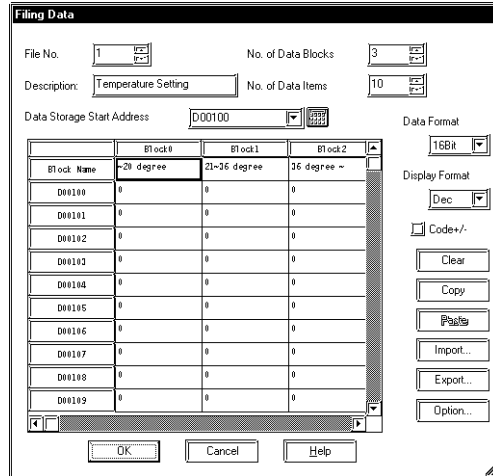 Filing Data
File No. 1 No. of Data Blocks 3
Description: Temperature Setting No. of Data Items 10
Data Storage Start Address D00100
Data Format
16Bit
Display Format
Dec
Code+/-
Block0 Block1 Block2
Block Name ~20 degree 21~36 degree 36 degree ~
D00100 0 0 0
D00101 0 0 0
D00102 0 0 0
D00103 0 0 0
D00104 0 0 0
D00105 0 0 0
D00106 0 0 0
D00107 0 0 0
D00108 0 0 0
D00109 0 0 0
Clear
Copy
Paste
Import...
Export...
Option...
OK Cancel Help